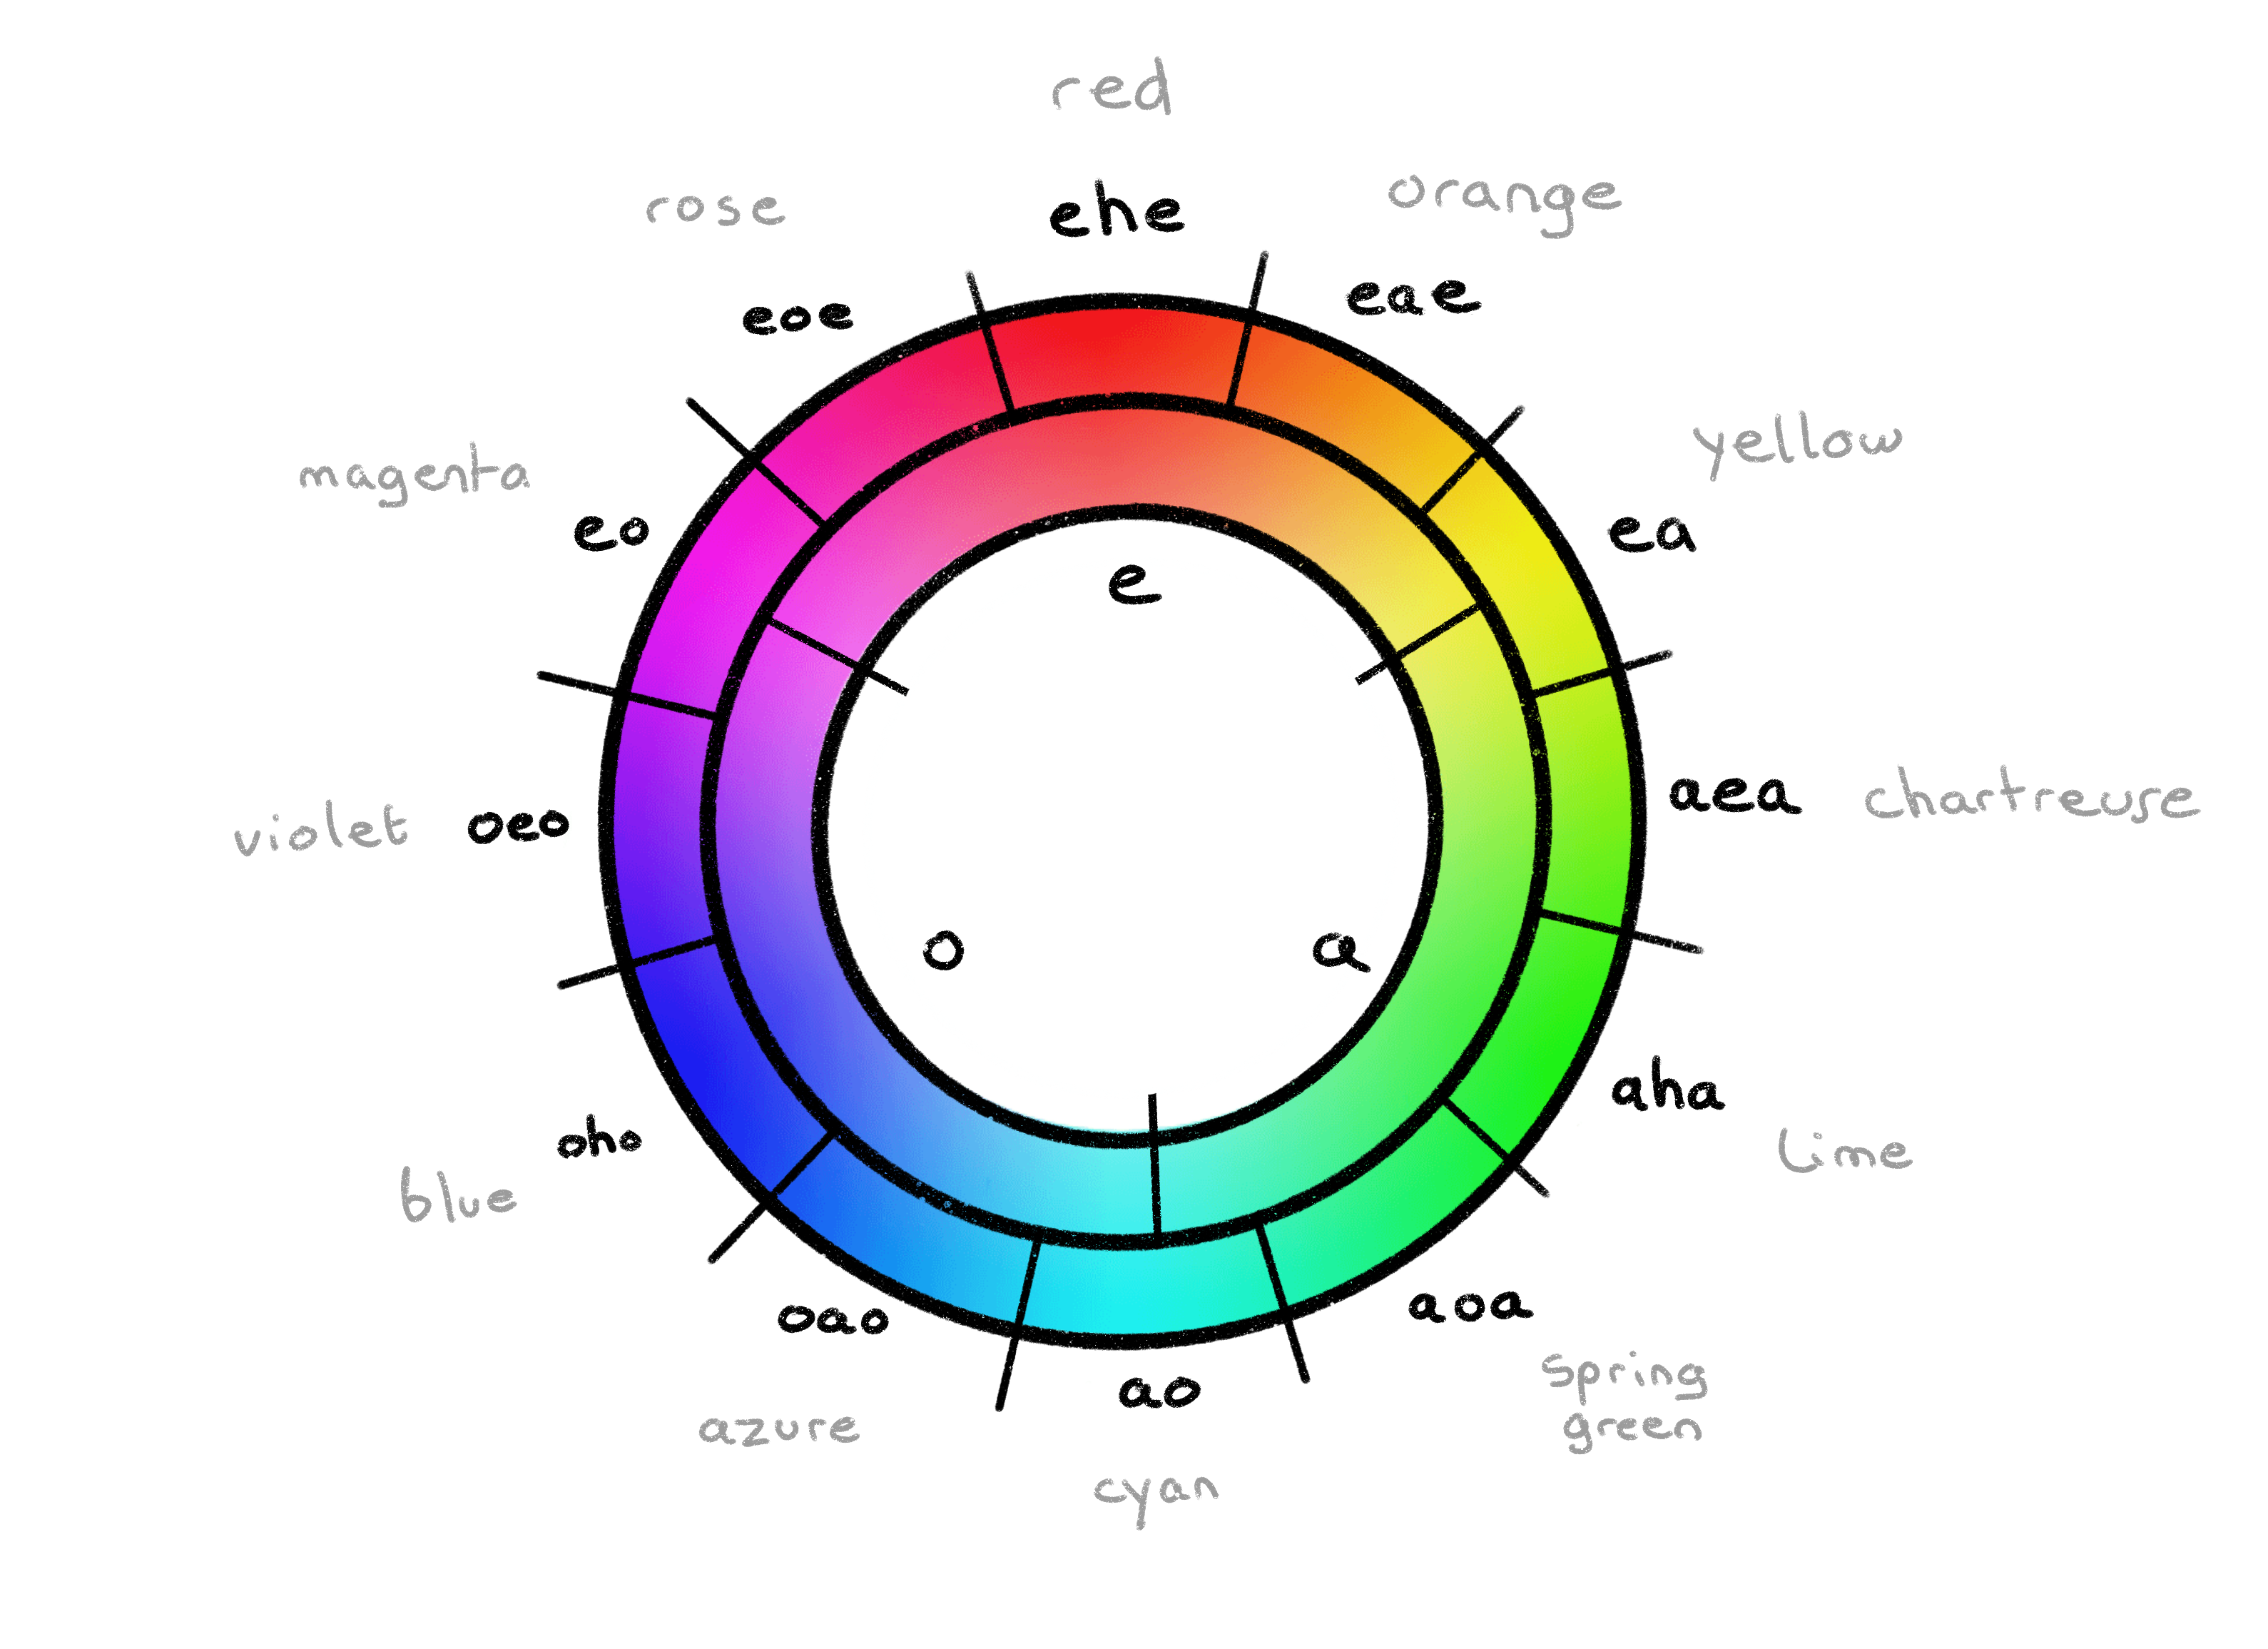 red
rose
ehe
orange
eoe
eae
magenta
yellow
eo
ea
e
violet
oeo
aea
chartreuse
o
a
oho
aha
blue
lime
oao
aoa
ao
spring
green
azure
cyan